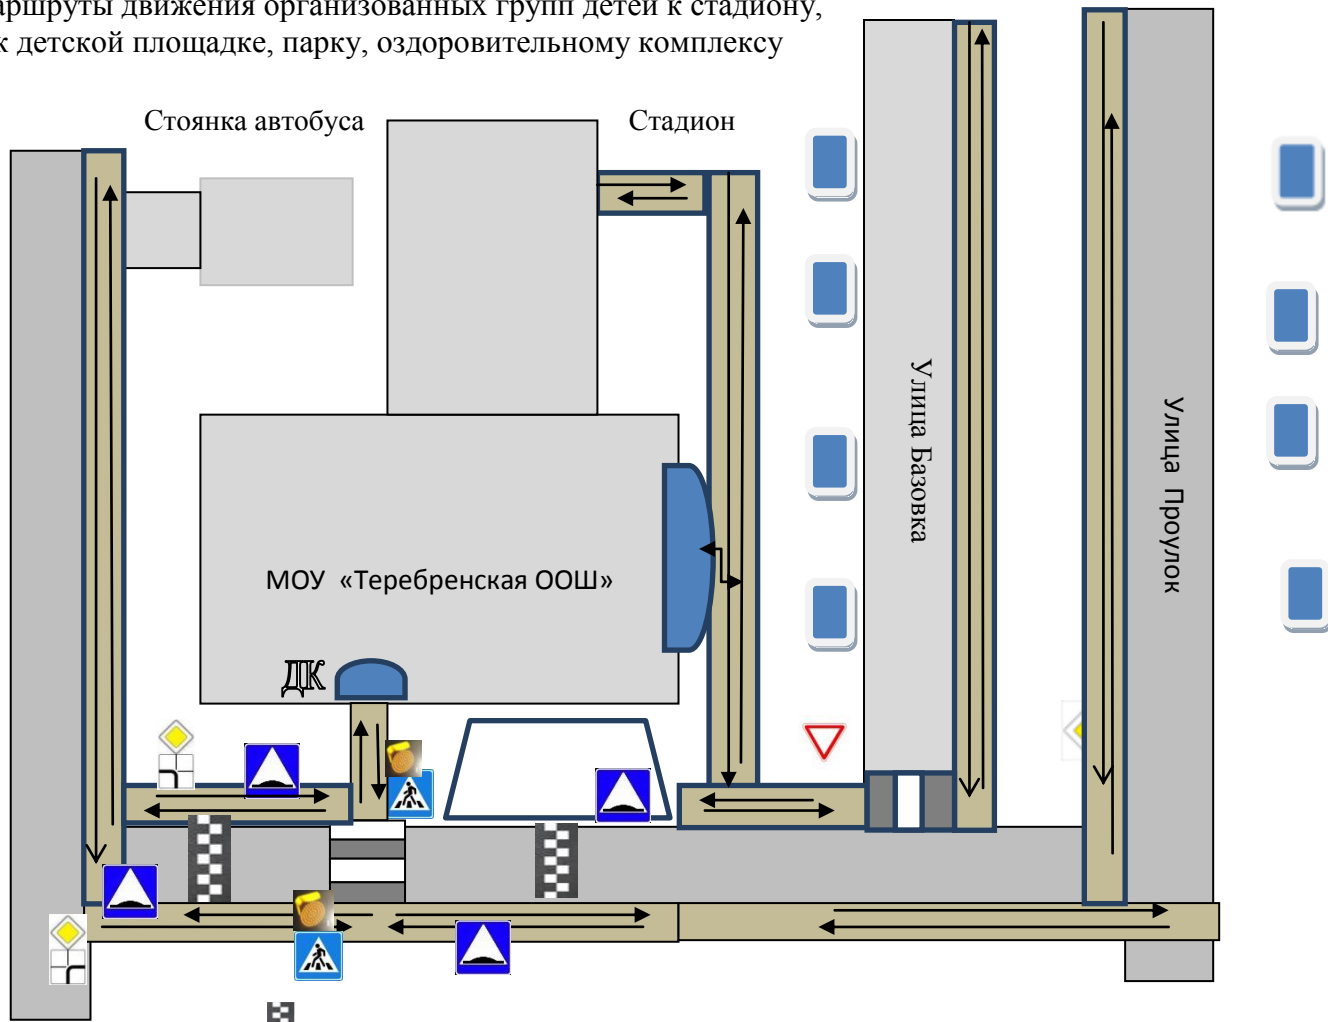 аршруты движения организованных групп детей к стадиону,
к детской площадке, парку, оздоровительному комплексу
Стоянка автобуса
Стадион
Улица Базовка
Улица Проулок
МОУ «Теребренская ООШ»
ДК